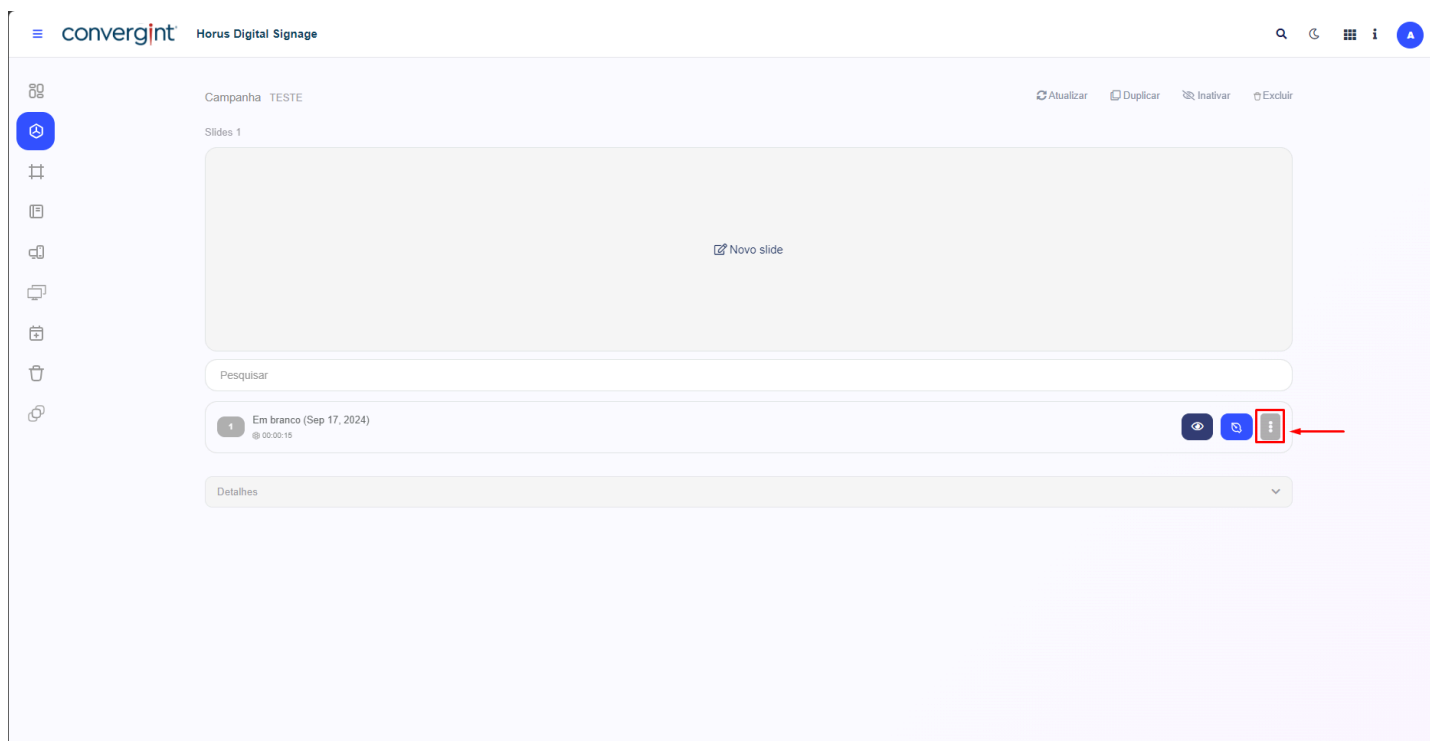 convergint Horus Digital Signage
i A
Campanha TESTE
Atualizar Duplicar Inativar Excluir
Slides 1
Novo slide
Pesquisar
1 Em branco (Sep 17, 2024)
00:00:15
Detalhes